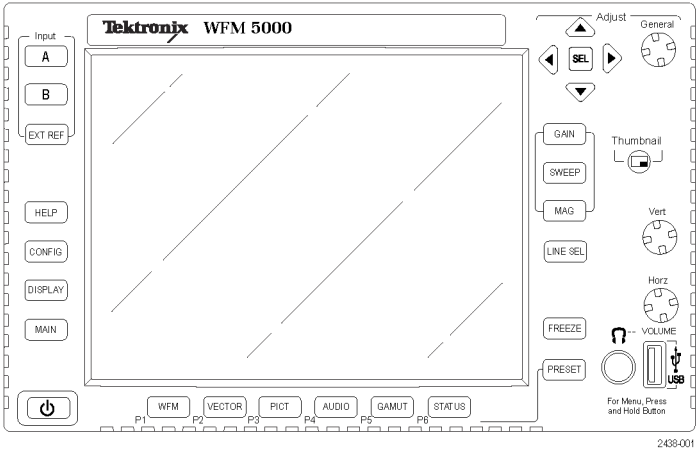 Tektronix WFM 5000
Input
A
B
EXT REF
HELP
CONFIG
DISPLAY
MAIN
Adjust
General
SEL
GAIN
SWEEP
MAG
LINE SEL
Thumbnail
Vert
Horz
FREEZE
VOLUME
PRESET
USB
For Menu, Press
and Hold Button
WFM VECTOR PICT AUDIO GAMUT STATUS
P1 P2 P3 P4 P5 P6
2438-001